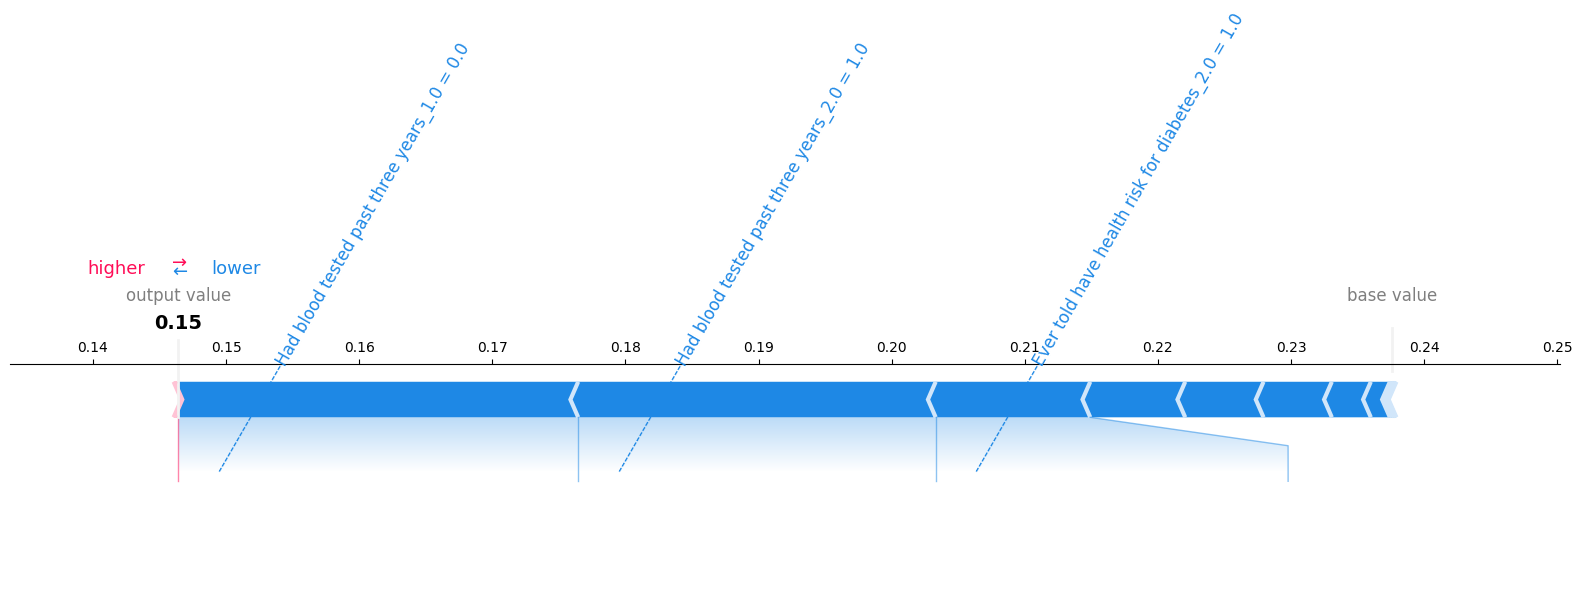 Had blood tested past three years_1.0 = 0.0
Had blood tested past three years_2.0 = 1.0
Ever told have health risk for diabetes_2.0 = 1.0
higher ⇄ lower
output value
base value
0.15
0.14 0.15 0.16 0.17 0.18 0.19 0.20 0.21 0.22 0.23 0.24 0.25